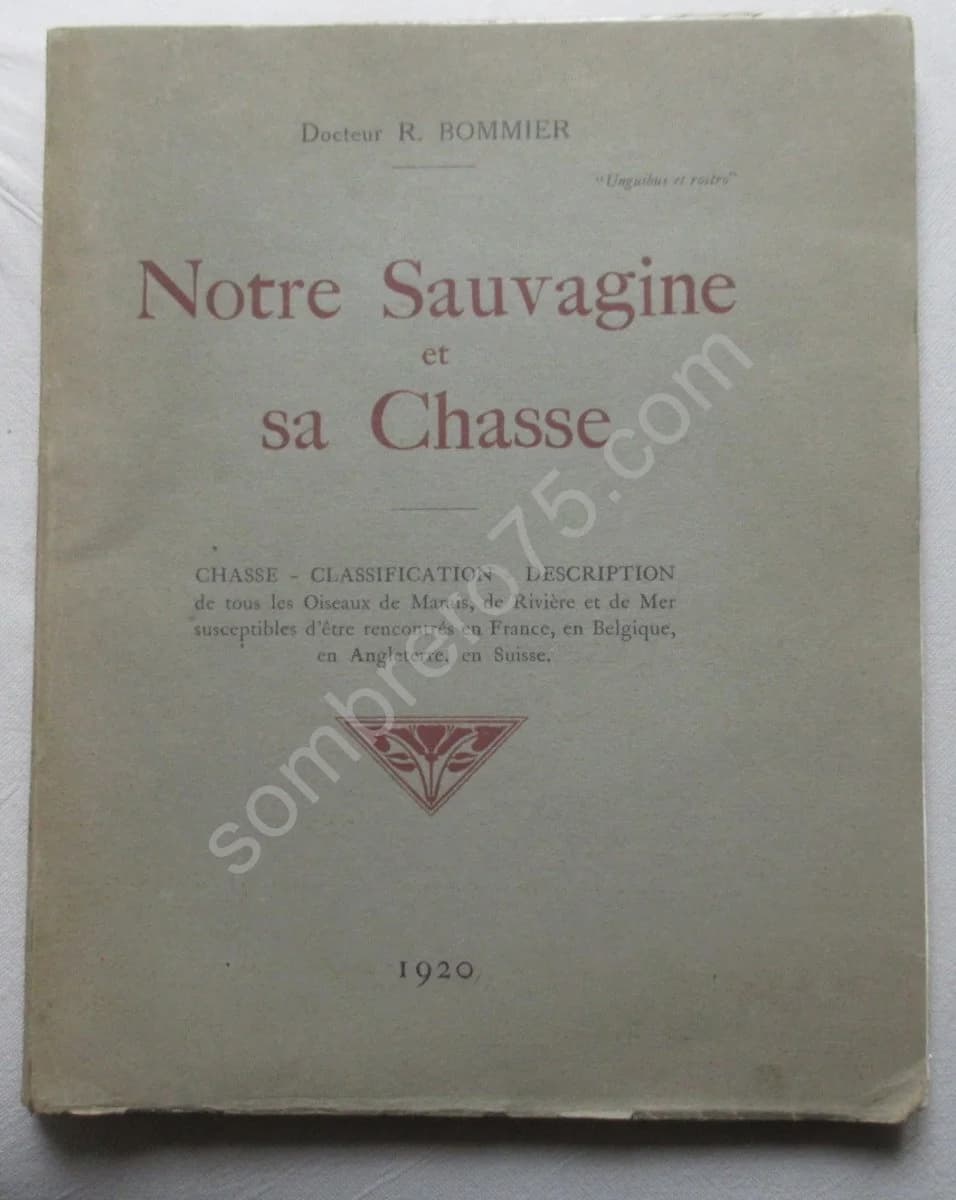 Docteur R. BOMMIER
"Unguibus et rostro"
Notre Sauvagine
et
sa Chasse
CHASSE - CLASSIFICATION - DESCRIPTION
de tous les Oiseaux de Marais, de Rivière et de Mer
susceptibles d'être rencontrés en France, en Belgique,
en Angleterre, en Suisse.
sombrero75.com
1920